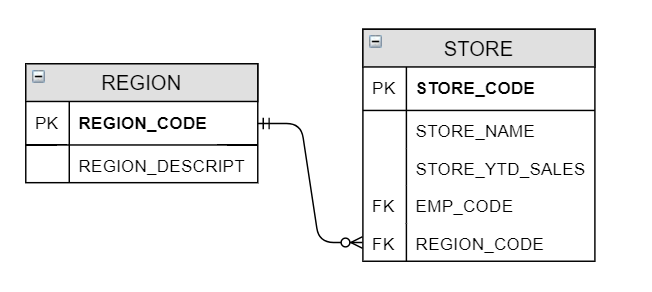 REGION
PK REGION_CODE
REGION_DESCRIPT
STORE
PK STORE_CODE
STORE_NAME
STORE_YTD_SALES
FK EMP_CODE
FK REGION_CODE